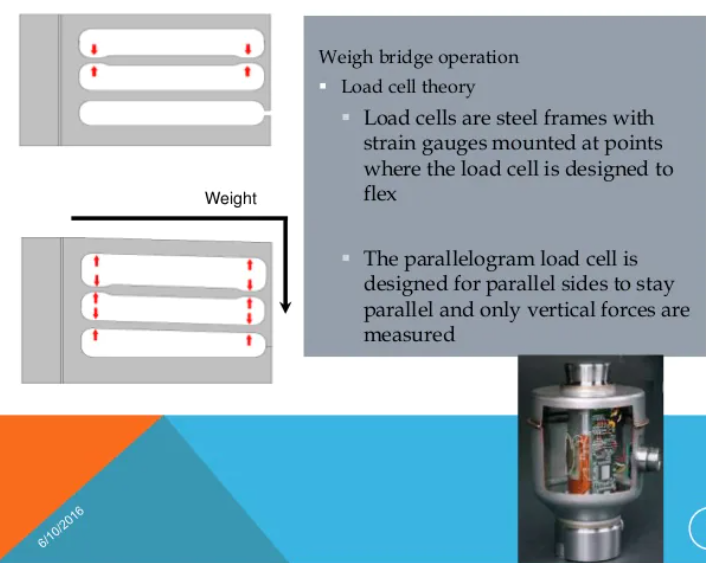 Weigh bridge operation
Load cell theory
Load cells are steel frames with
strain gauges mounted at points
where the load cell is designed to
flex
Weight
The parallelogram load cell is
designed for parallel sides to stay
parallel and only vertical forces are
measured
6/10/2016